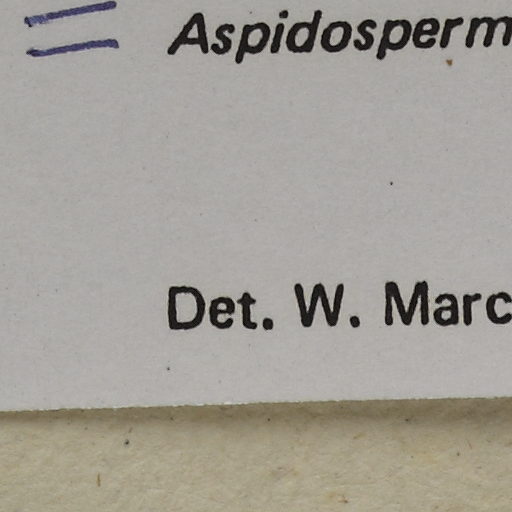 = Aspidosperm
Det. W. Marc